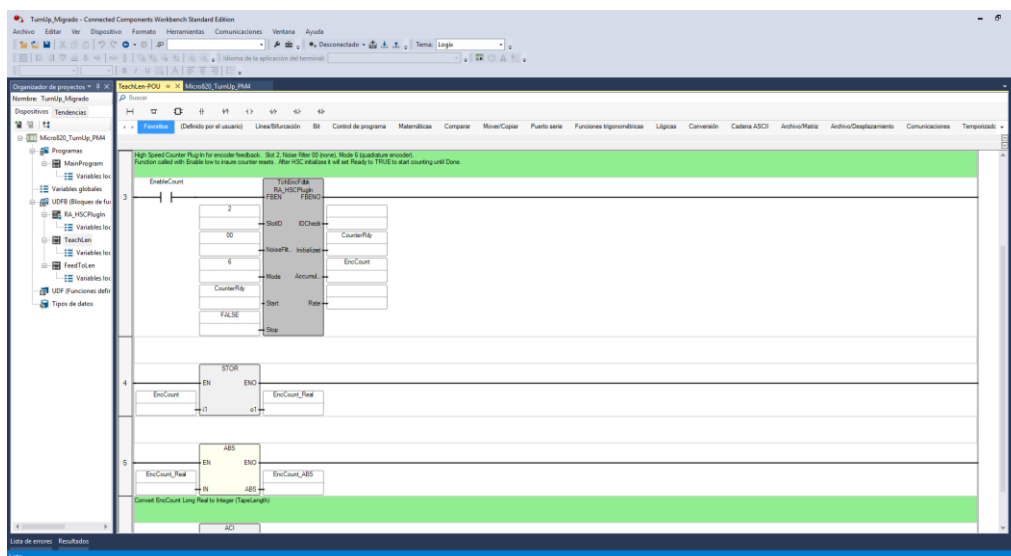 TurnUp_Migrado - Connected Components Workbench Standard Edition
Archivo Editar Ver Dispositivo Formato Herramientas Comunicaciones Ventana Ayuda
Desconectado Tema: Logix
Idioma de la aplicación del terminal:
Organizador de proyectos
Nombre: TurnUp_Migrado
Dispositivos Tendencias
Micro820_TurnUp_PM4
Programas
MainProgram
Variables loc
Variables globales
UDFB (Bloques de fur
RA_HSCPlugIn
Variables loc
TeachLen
Variables loc
FeedToLen
Variables loc
UDF (Funciones defir
Tipos de datos
TeachLen-POU Micro820_TurnUp_PM4
Buscar
Favoritos (Definido por el usuario) Línea/Bifurcación Bit Control de programa Matemáticas Comparar Mover/Copiar Puerto serie Funciones trigonométricas Lógicas Conversión Cadena ASCII Archivo/Matriz Archivo/Desplazamiento Comunicaciones Temporizado
High Speed Counter Plug-In for encoder feedback. Slot 2, Noise Filter 00 (none), Mode 6 (quadrature encoder).
Function called with Enable low to insure counter resets. After HSC initializes it will set Ready to TRUE to start counting until Done.
3
EnableCount
TchEncFdbk
RA_HSCPlugIn
FBEN FBENO
2
SlotID IDCheck
00 CounterRdy
NoiseFilt... Initialized
6 EncCount
Mode Accumul...
CounterRdy
Start Rate
FALSE
Stop
STOR
4 EN ENO
EncCount EncCount_Real
i1 o1
ABS
5 EN ENO
EncCount_Real EncCount_ABS
IN ABS
Convert EncCount Long Real to Integer (TapeLength)
ACI
Lista de errores Resultados